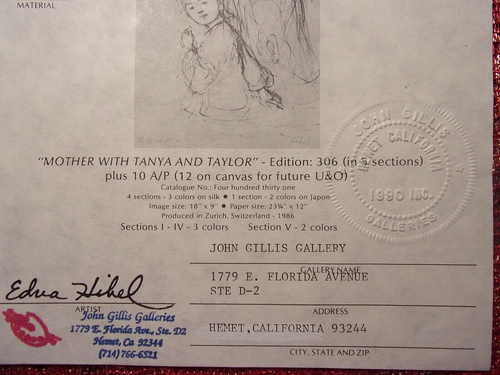 MATERIAL
"MOTHER WITH TANYA AND TAYLOR" - Edition: 306 (in 5 sections)
plus 10 A/P (12 on canvas for future U&O)
Catalogue No.: Four hundred thirty one
4 sections - 3 colors on silk ● 1 section - 2 colors on Japon
Image size: 18" x 9" ● Paper size: 23¾" x 12"
Produced in Zurich, Switzerland - 1986
Sections I - IV - 3 colors Section V - 2 colors
JOHN GILLIS
HEMET CALIFORNIA
1990 INC.
GALLERIES
JOHN GILLIS GALLERY
GALLERY NAME
1779 E. FLORIDA AVENUE
STE D-2
ADDRESS
HEMET,CALIFORNIA 93244
CITY, STATE AND ZIP
Edna Hibel
ARTIST
John Gillis Galleries
1779 E. Florida Ave., Ste. D2
Hemet, Ca 92344
(714) 766-6521